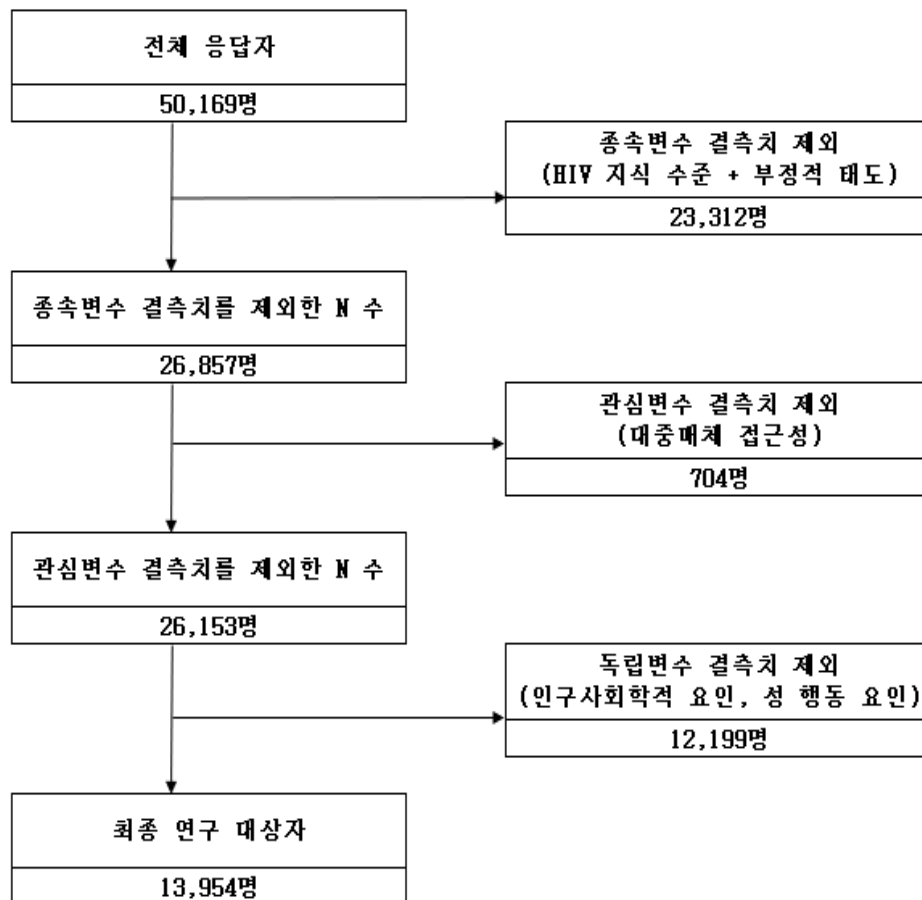 전체 응답자
50,169명
종속변수 결측치 제외
(HIV 지식 수준 + 부정적 태도)
23,312명
종속변수 결측치를 제외한 N 수
26,857명
관심변수 결측치 제외
(대중매체 접근성)
704명
관심변수 결측치를 제외한 N 수
26,153명
독립변수 결측치 제외
(인구사회학적 요인, 성 행동 요인)
12,199명
최종 연구 대상자
13,954명